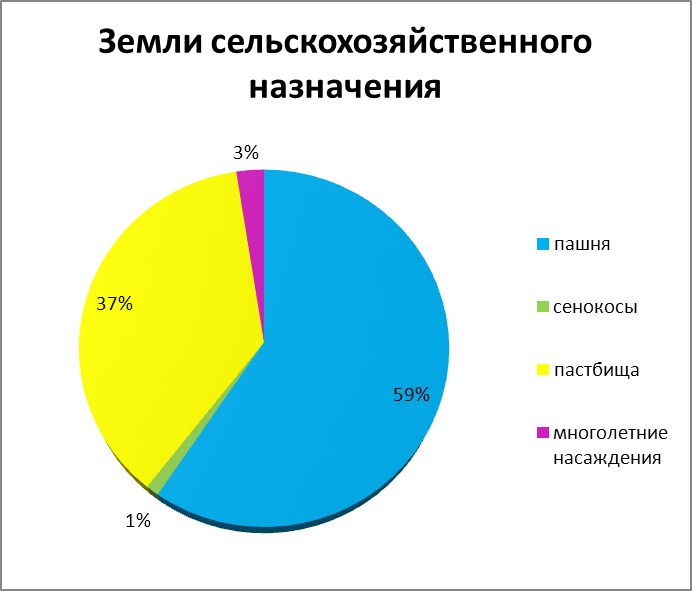 Земли сельскохозяйственного
назначения
3%
37%
59%
1%
пашня
сенокосы
пастбища
многолетние
насаждения